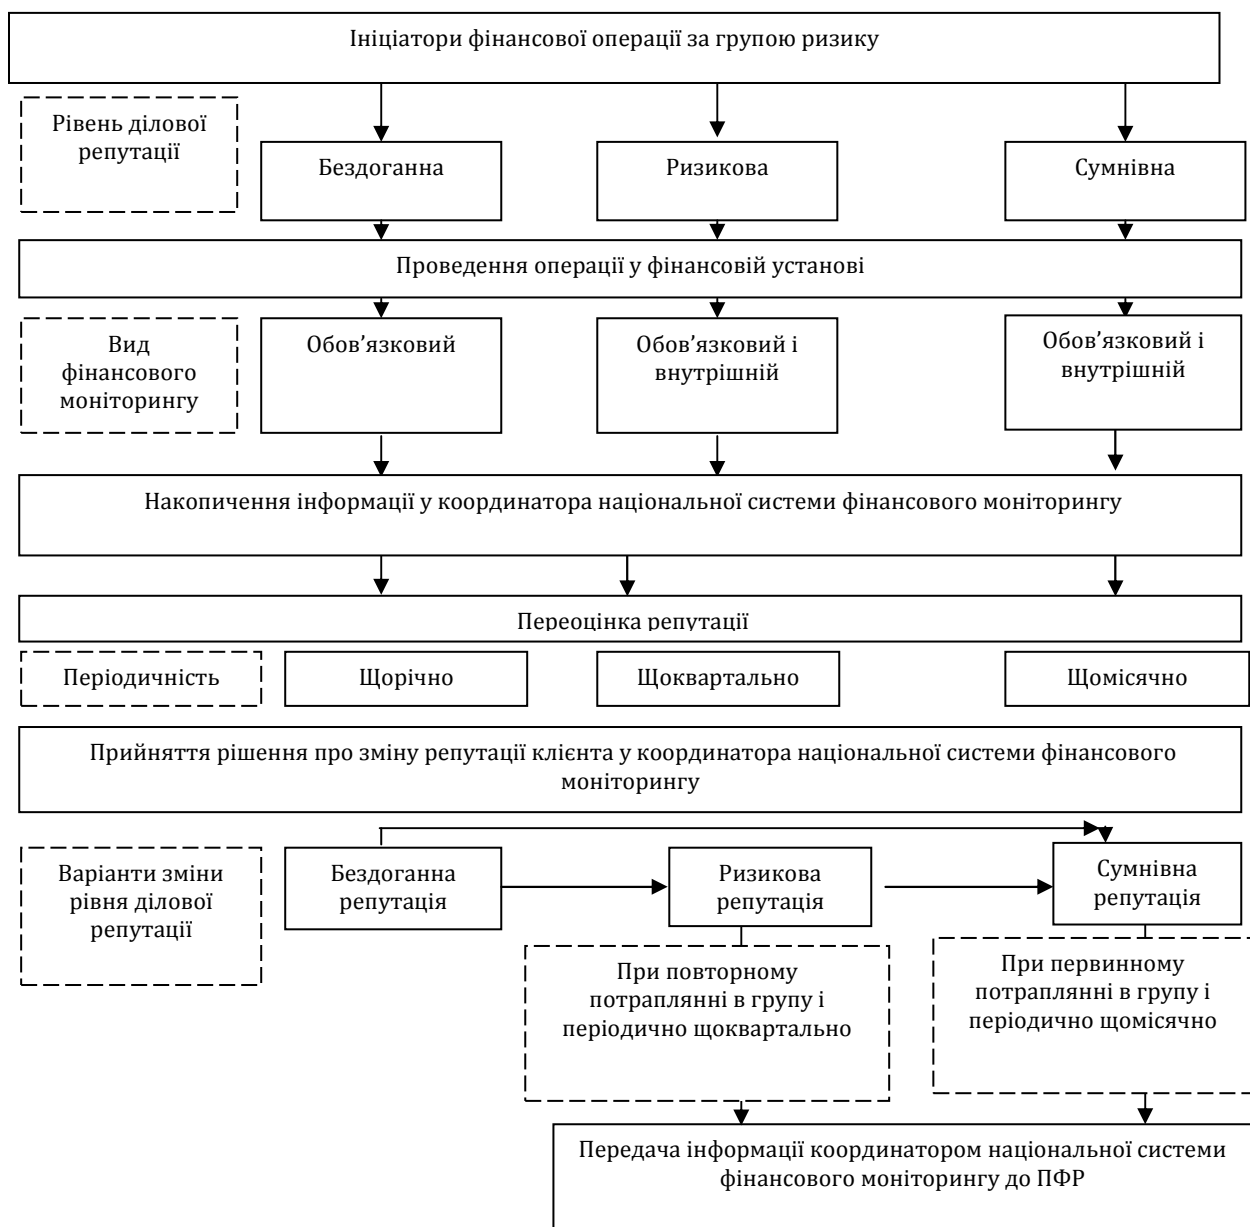 Ініціатори фінансової операції за групою ризику
Рівень ділової
репутації
Бездоганна
Ризикова
Сумнівна
Проведення операції у фінансовій установі
Вид
фінансового
моніторингу
Обов’язковий
Обов’язковий і
внутрішній
Обов’язковий і
внутрішній
Накопичення інформації у координатора національної системи фінансового моніторингу
Переоцінка репутації
Періодичність
Щорічно
Щоквартально
Щомісячно
Прийняття рішення про зміну репутації клієнта у координатора національної системи фінансового
моніторингу
Варіанти зміни
рівня ділової
репутації
Бездоганна
репутація
Ризикова
репутація
Сумнівна
репутація
При повторному
потраплянні в групу і
періодично щоквартально
При первинному
потраплянні в групу і
періодично щомісячно
Передача інформації координатором національної системи
фінансового моніторингу до ПФР